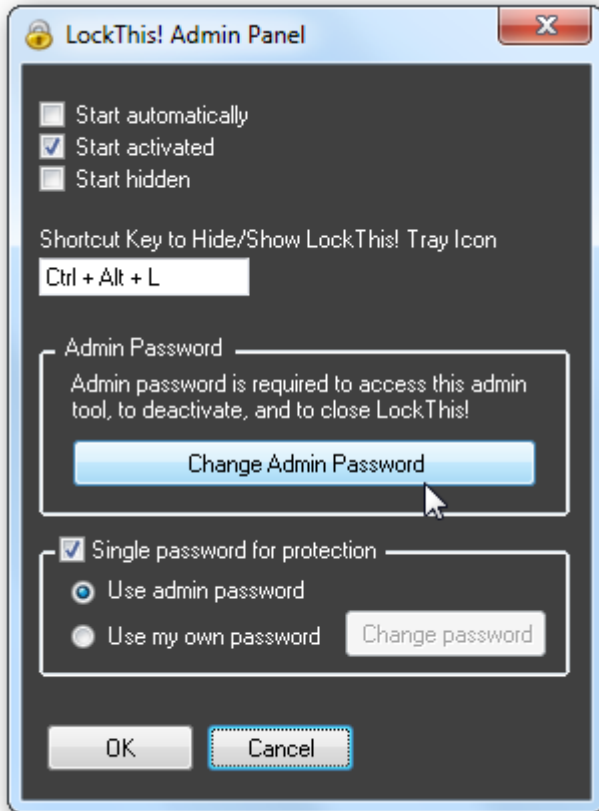 LockThis! Admin Panel
Start automatically
Start activated
Start hidden
Shortcut Key to Hide/Show LockThis! Tray Icon
Ctrl + Alt + L
Admin Password
Admin password is required to access this admin
tool, to deactivate, and to close LockThis!
Change Admin Password
Single password for protection
Use admin password
Use my own password
Change password
OK
Cancel